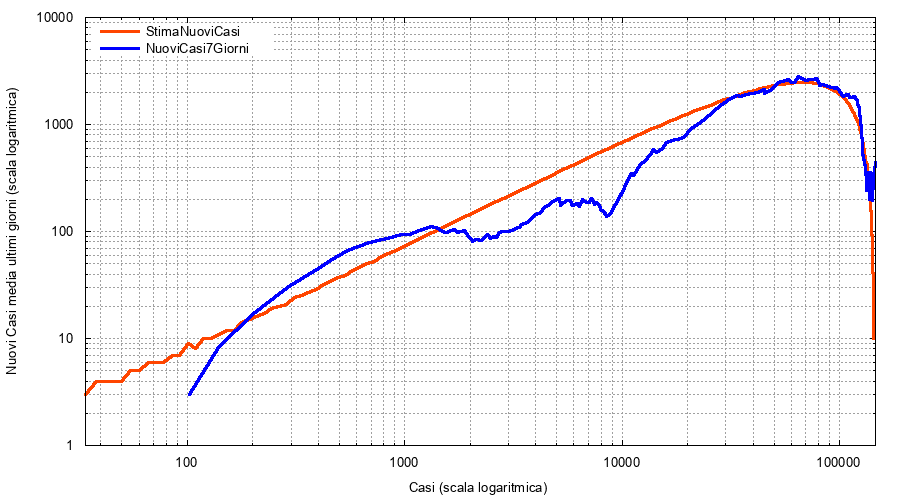 StimaNuoviCasi
NuoviCasi7Giorni
Nuovi Casi media ultimi giorni (scala logaritmica)
10000
1000
100
10
1
100
1000
10000
100000
Casi (scala logaritmica)